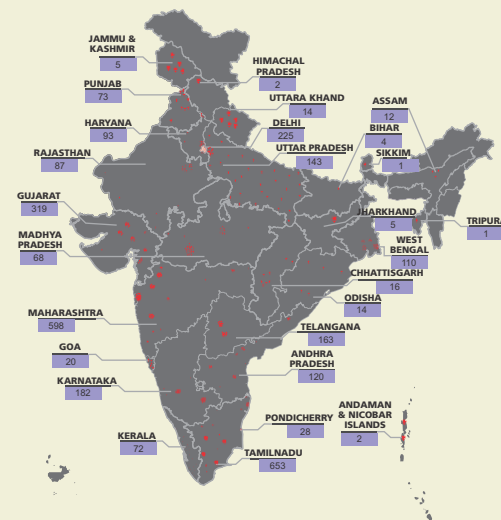 JAMMU &
KASHMIR
5
HIMACHAL
PRADESH
2
PUNJAB
73
UTTARA KHAND
14
ASSAM
12
HARYANA
93
DELHI
225
BIHAR
4
RAJASTHAN
87
UTTAR PRADESH
143
SIKKIM
1
GUJARAT
319
JHARKHAND
5
TRIPURA
1
MADHYA
PRADESH
68
WEST
BENGAL
110
CHHATTISGARH
16
ODISHA
14
MAHARASHTRA
598
TELANGANA
163
GOA
20
ANDHRA
PRADESH
120
KARNATAKA
182
ANDAMAN
& NICOBAR
ISLANDS
2
PONDICHERRY
28
KERALA
72
TAMILNADU
653